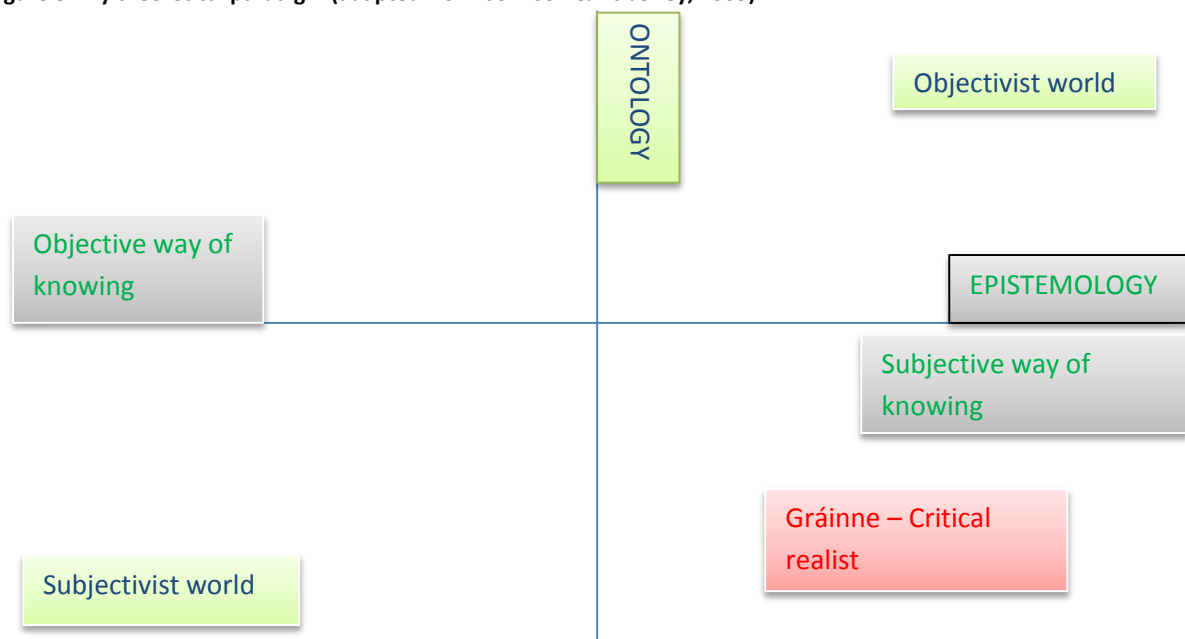 ONTOLOGY
Objectivist world
Objective way of
knowing
EPISTEMOLOGY
Subjective way of
knowing
Gráinne – Critical
realist
Subjectivist world